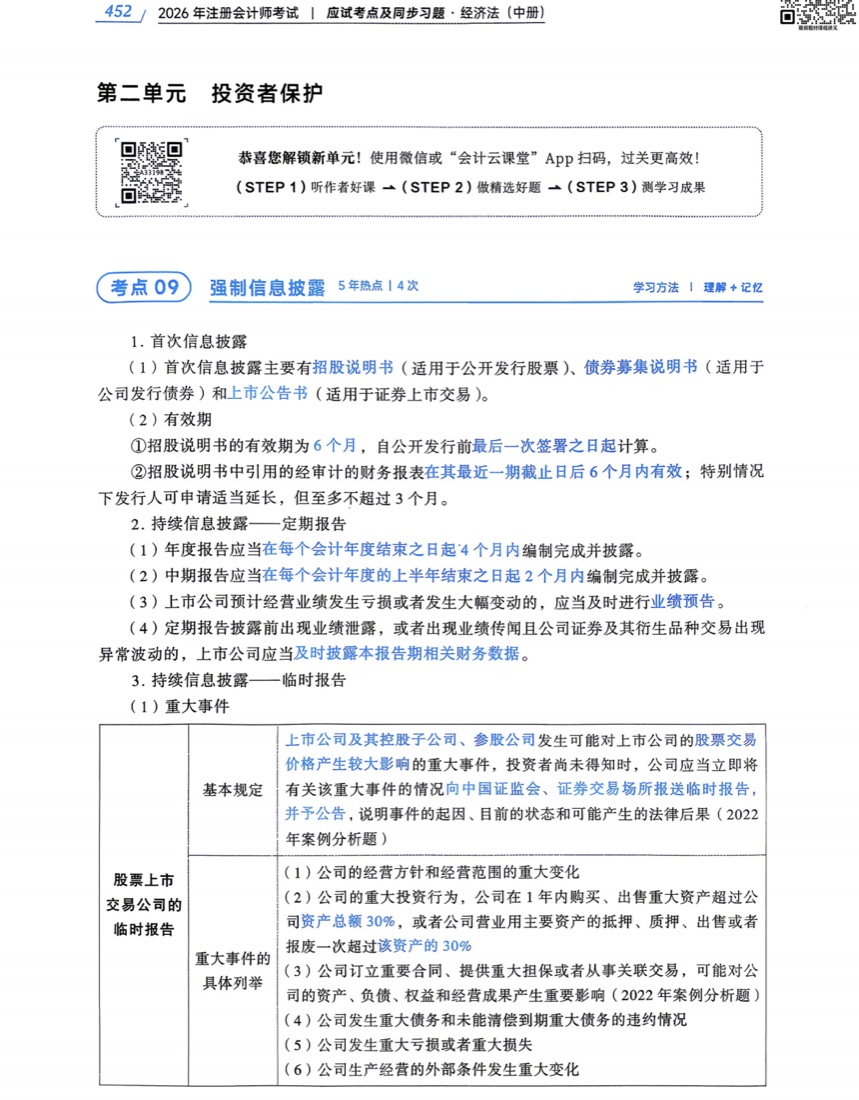 452 2026 年注册会计师考试 | 应试考点及同步习题·经济法（中册）
第二单元 投资者保护
A33198
恭喜您解锁新单元！使用微信或“会计云课堂”App 扫码，过关更高效！
（STEP 1）听作者好课 → （STEP 2）做精选好题 → （STEP 3）测学习成果
考点 09 强制信息披露 5 年热点 | 4 次 学习方法 | 理解 + 记忆
1. 首次信息披露
（1）首次信息披露主要有招股说明书（适用于公开发行股票）、债券募集说明书（适用于
公司发行债券）和上市公告书（适用于证券上市交易）。
（2）有效期
①招股说明书的有效期为 6 个月，自公开发行前最后一次签署之日起计算。
②招股说明书中引用的经审计的财务报表在其最近一期截止日后 6 个月内有效；特别情况
下发行人可申请适当延长，但至多不超过 3 个月。
2. 持续信息披露——定期报告
（1）年度报告应当在每个会计年度结束之日起 4 个月内编制完成并披露。
（2）中期报告应当在每个会计年度的上半年结束之日起 2 个月内编制完成并披露。
（3）上市公司预计经营业绩发生亏损或者发生大幅变动的，应当及时进行业绩预告。
（4）定期报告披露前出现业绩泄露，或者出现业绩传闻且公司证券及其衍生品种交易出现
异常波动的，上市公司应当及时披露本报告期相关财务数据。
3. 持续信息披露——临时报告
（1）重大事件
股票上市
交易公司的
临时报告
基本规定
上市公司及其控股子公司、参股公司发生可能对上市公司的股票交易
价格产生较大影响的重大事件，投资者尚未得知时，公司应当立即将
有关该重大事件的情况向中国证监会、证券交易场所报送临时报告，
并予公告，说明事件的起因、目前的状态和可能产生的法律后果（2022
年案例分析题）
重大事件的
具体列举
（1）公司的经营方针和经营范围的重大变化
（2）公司的重大投资行为，公司在 1 年内购买、出售重大资产超过公
司资产总额 30%，或者公司营业用主要资产的抵押、质押、出售或者
报废一次超过该资产的 30%
（3）公司订立重要合同、提供重大担保或者从事关联交易，可能对公
司的资产、负债、权益和经营成果产生重要影响（2022 年案例分析题）
（4）公司发生重大债务和未能清偿到期重大债务的违约情况
（5）公司发生重大亏损或者重大损失
（6）公司生产经营的外部条件发生重大变化